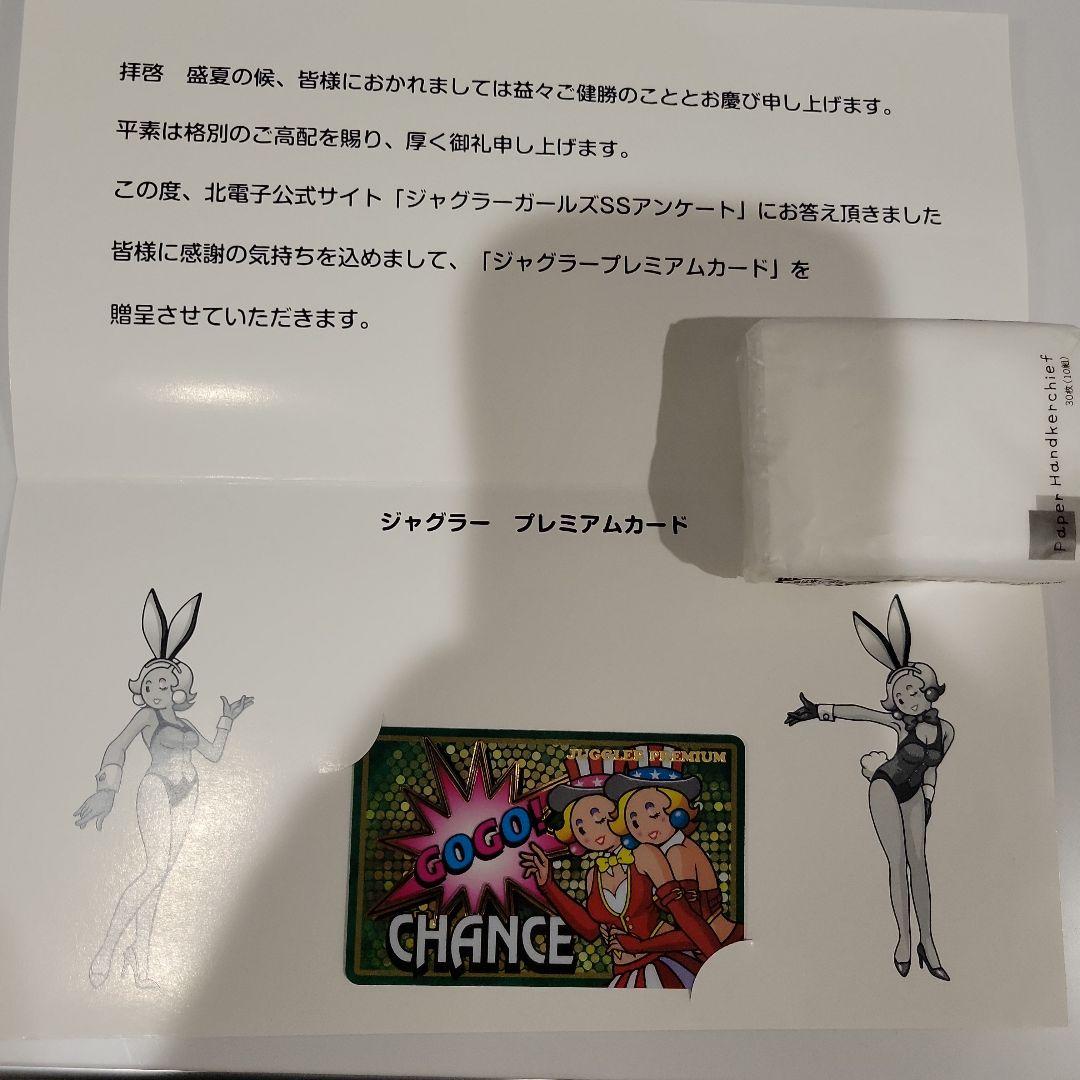 拝啓　盛夏の候、皆様におかれましては益々ご健勝のこととお慶び申し上げます。
平素は格別のご高配を賜り、厚く御礼申し上げます。
この度、北電子公式サイト「ジャグラーガールズSSアンケート」にお答え頂きました
皆様に感謝の気持ちを込めまして、「ジャグラープレミアムカード」を
贈呈させていただきます。
Paper Handkerchief
30枚(10組)
ジャグラー　プレミアムカード
JUGGLER PREMIUM
GOGO!
CHANCE